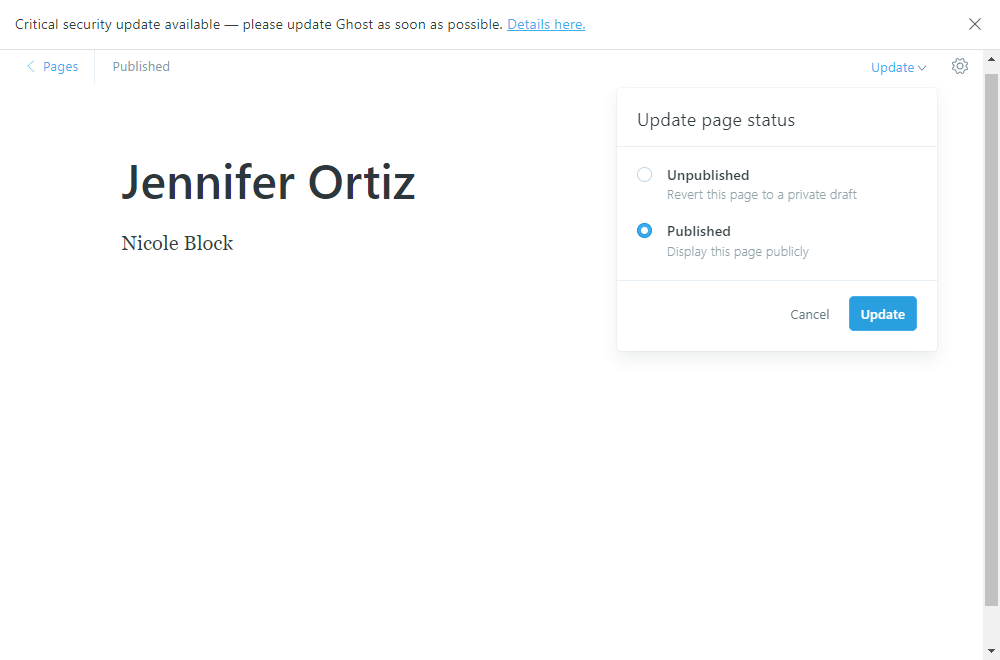 Critical security update available — please update Ghost as soon as possible. Details here.
Pages
Published
Update
Update page status
Jennifer Ortiz
Nicole Block
Unpublished
Revert this page to a private draft
Published
Display this page publicly
Cancel
Update